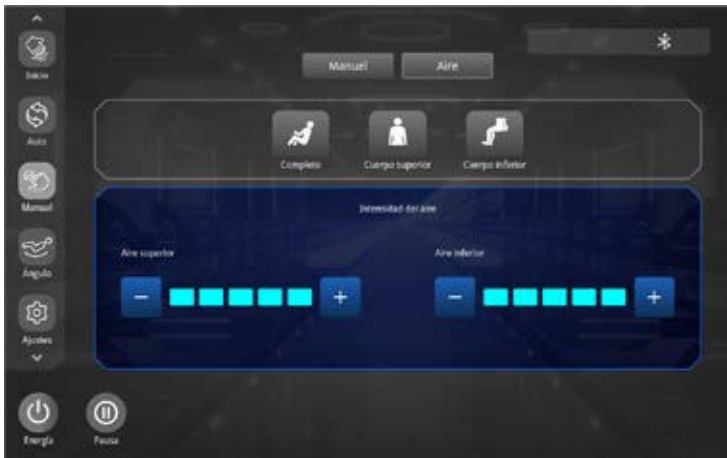 Inicio
Auto
Manual
Ángulo
Ajustes
Energía
Pausa
Manuel
Aire
Completo
Cuerpo superior
Cuerpo inferior
Intensidad del aire
Aire superior
Aire inferior